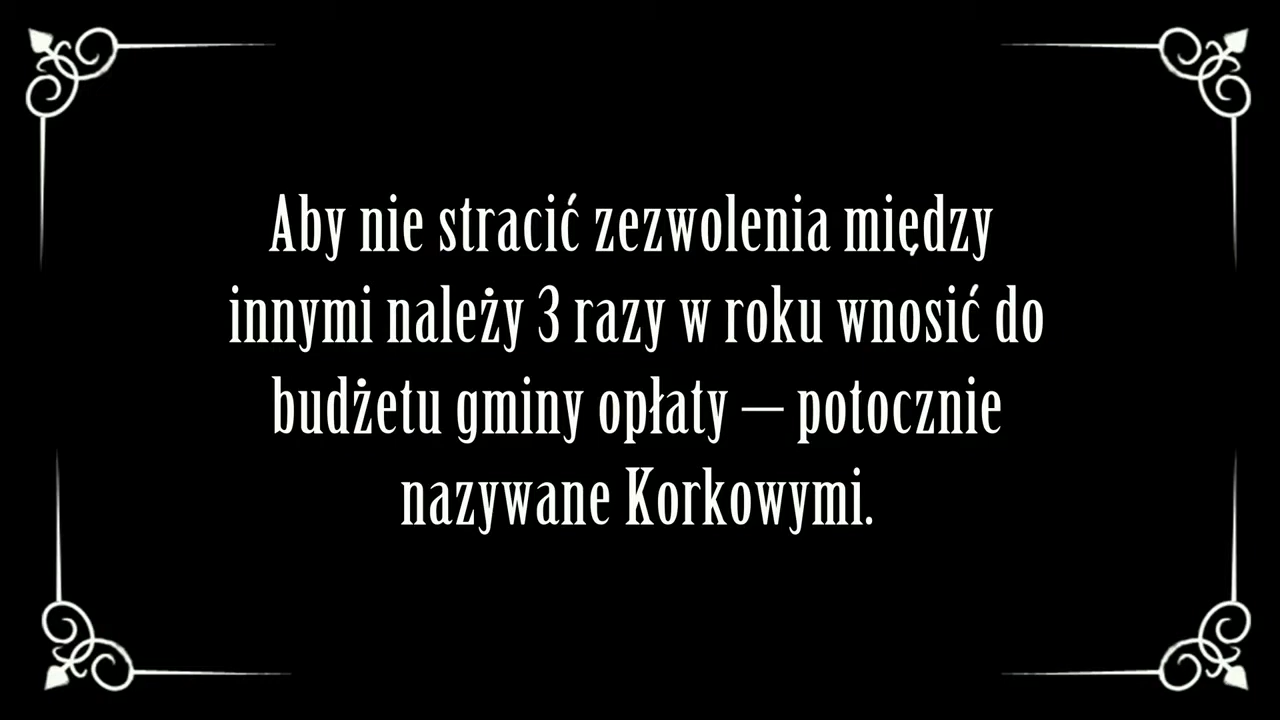 Aby nie stracić zezwolenia między
innymi należy 3 razy w roku wnosić do
budżetu gminy opłaty – potocznie
nazywane Korkowymi.